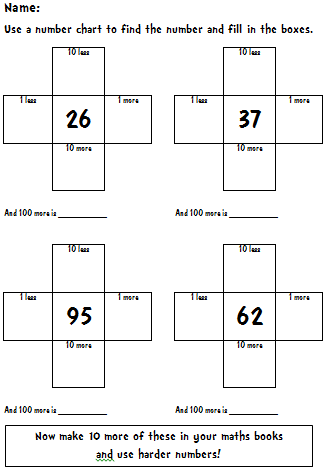 Name:
Use a number chart to find the number and fill in the boxes.
10 less 10 less
1 less 1 more 1 less 1 more
26 37
10 more 10 more
And 100 more is ____________ And 100 more is ____________
10 less 10 less
1 less 1 more 1 less 1 more
95 62
10 more 10 more
And 100 more is ____________ And 100 more is ____________
Now make 10 more of these in your maths books
and use harder numbers!